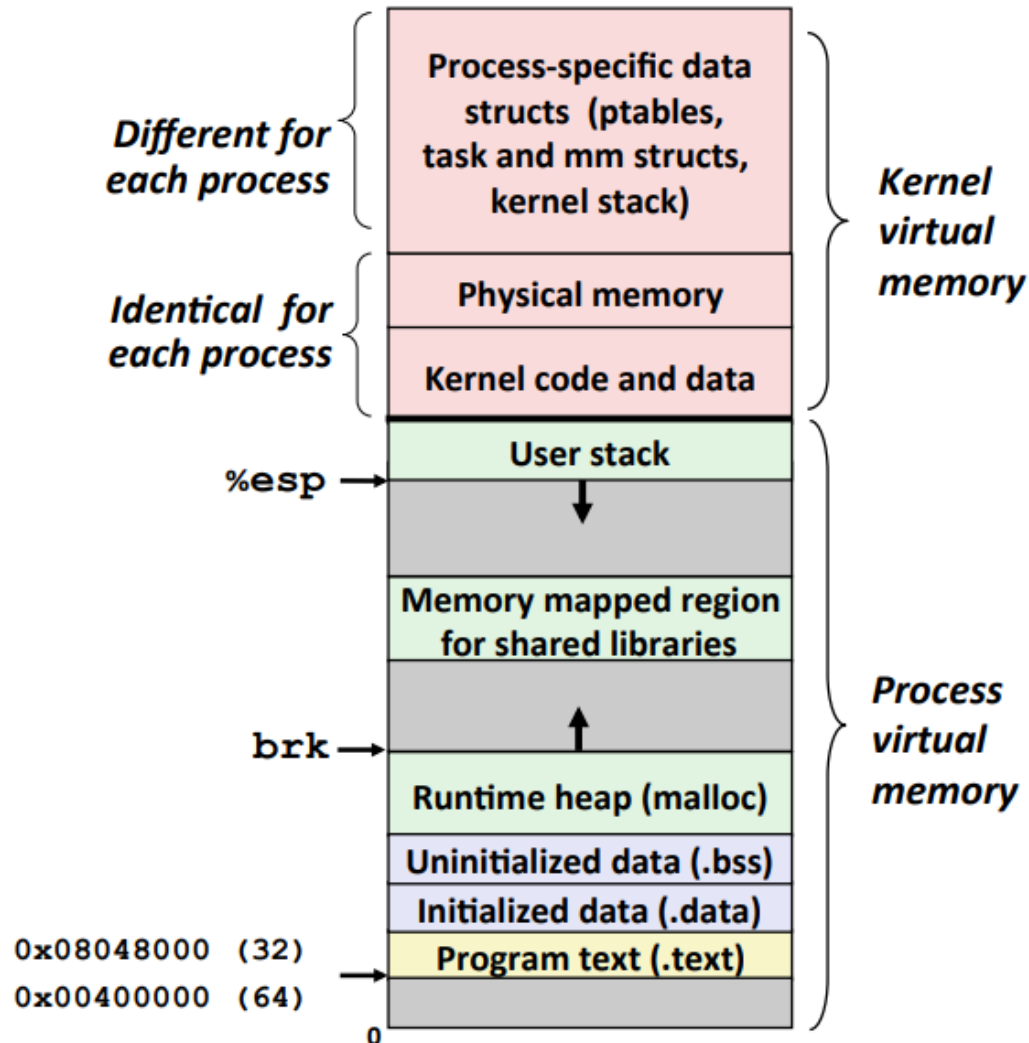 Process-specific data
structs (ptables,
task and mm structs,
kernel stack)
Different for
each process
Kernel
virtual
memory
Physical memory
Identical for
each process
Kernel code and data
User stack
%esp
Memory mapped region
for shared libraries
Process
virtual
memory
brk
Runtime heap (malloc)
Uninitialized data (.bss)
Initialized data (.data)
0x08048000 (32)
Program text (.text)
0x00400000 (64)
0